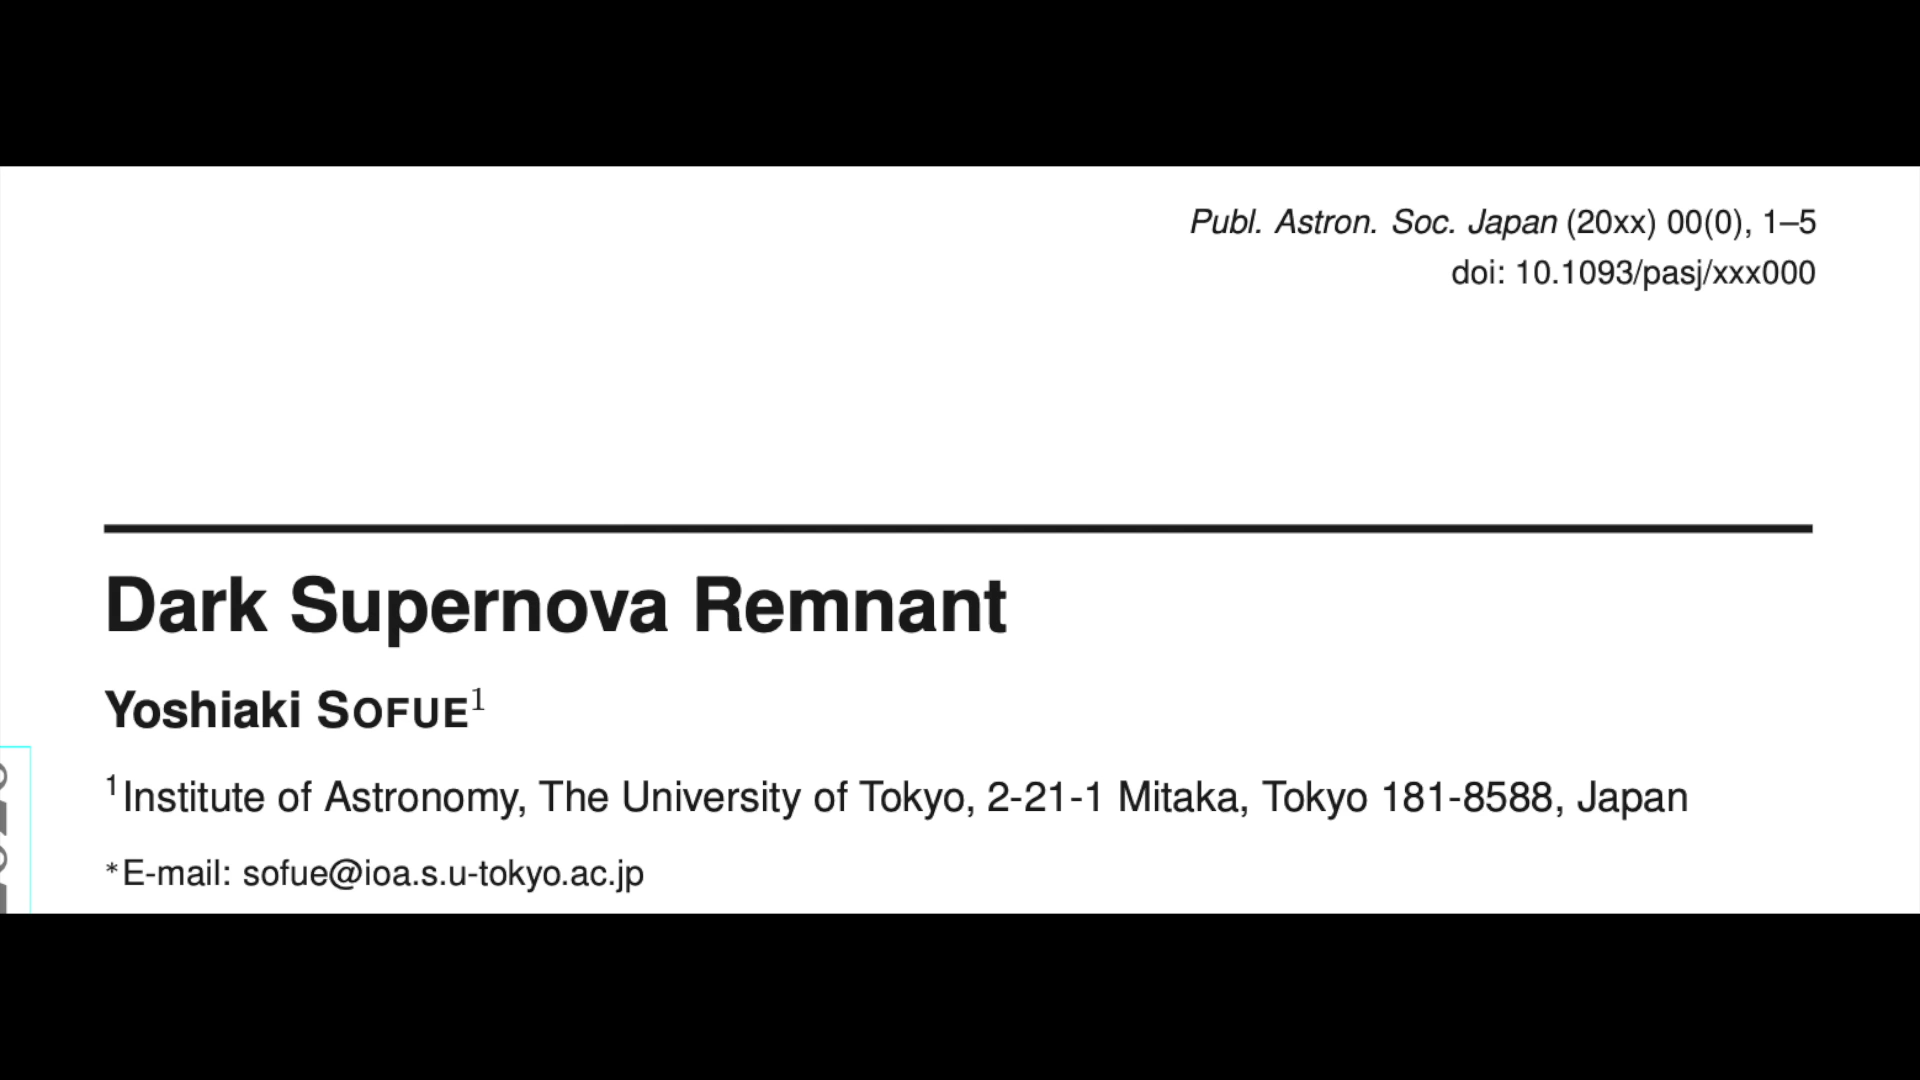 Publ. Astron. Soc. Japan (20xx) 00(0), 1–5
doi: 10.1093/pasj/xxx000
Dark Supernova Remnant
Yoshiaki SOFUE1
1Institute of Astronomy, The University of Tokyo, 2-21-1 Mitaka, Tokyo 181-8588, Japan
*E-mail: sofue@ioa.s.u-tokyo.ac.jp